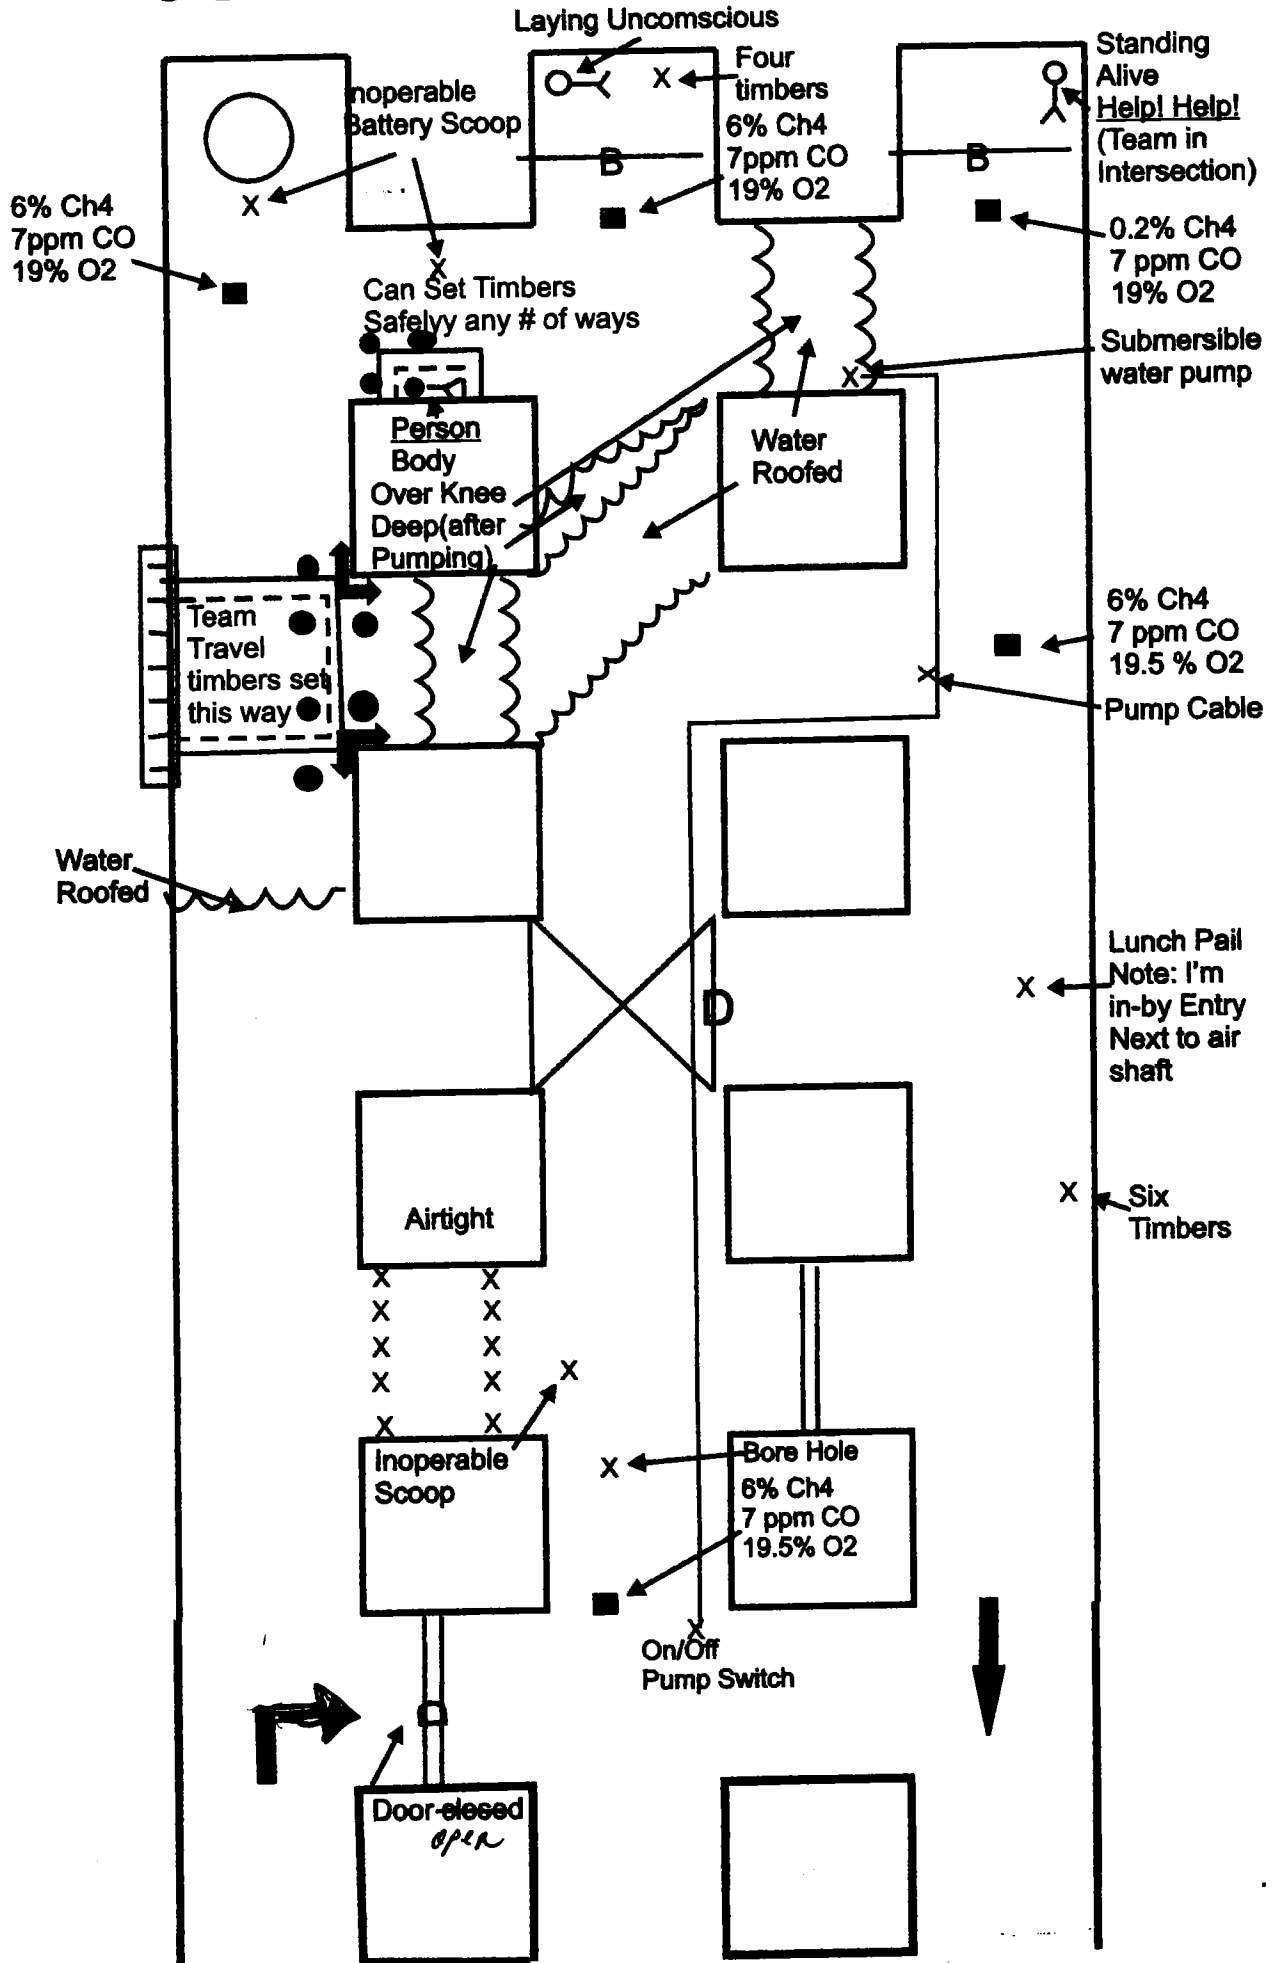 Laying Uncomscious
Standing
Alive
Help! Help!
(Team in
Intersection)
Four
timbers
6% Ch4
7ppm CO
19% O2
noperable
Battery Scoop
X
B
B
X
6% Ch4
7ppm CO
19% O2
0.2% Ch4
7 ppm CO
19% O2
X
Can Set Timbers
Safelyy any # of ways
Submersible
water pump
X
Person
Body
Over Knee
Deep(after
Pumping)
Water
Roofed
Team
Travel
timbers set
this way
6% Ch4
7 ppm CO
19.5 % O2
X
Pump Cable
Water
Roofed
Lunch Pail
Note: I'm
in-by Entry
Next to air
shaft
X
D
Airtight
X
Six
Timbers
X X
X X
X X
X X
X X
X
Inoperable
Scoop
X
Bore Hole
6% Ch4
7 ppm CO
19.5% O2
X
On/Off
Pump Switch
Door closed
open